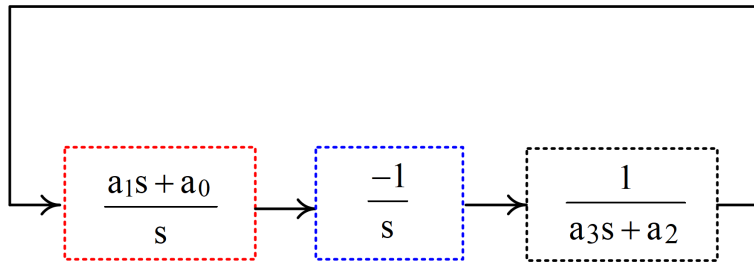 a₁s + a₀
s
−1
s
1
a₃s + a₂